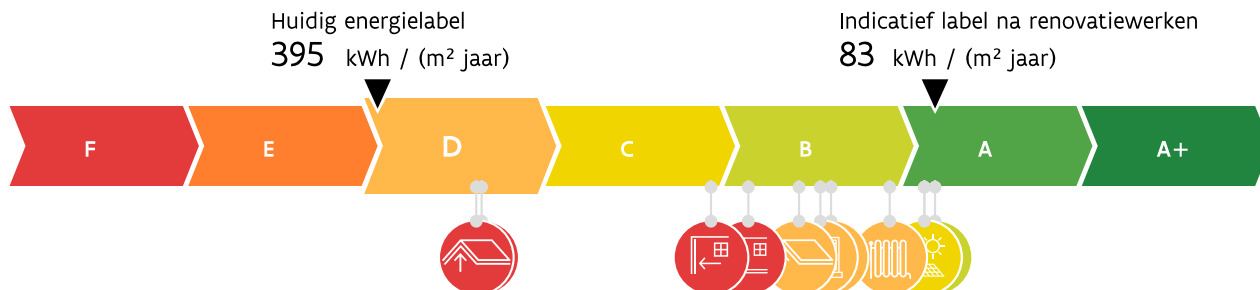 Huidig energielabel
395 kWh / (m² jaar)
Indicatief label na renovatiewerken
83 kWh / (m² jaar)
F E D C B A A+